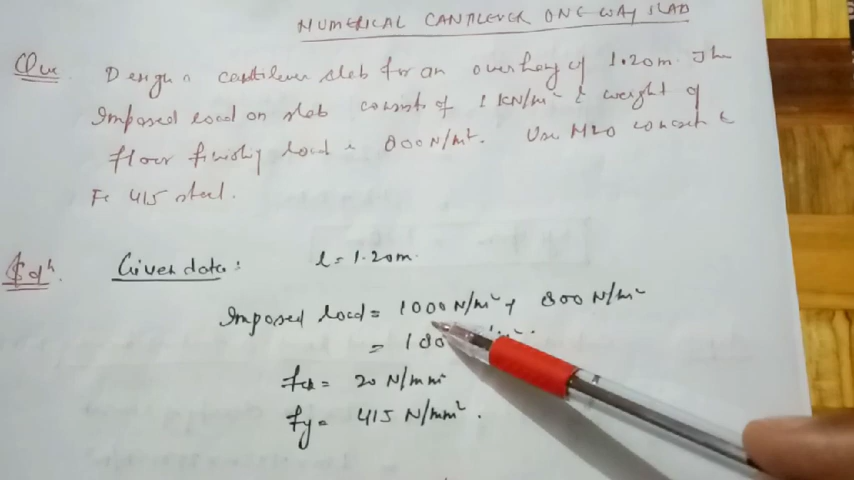 NUMERICAL CANTILEVER ONE WAY SLAB
Que Design a cantilever slab for an overhang of 1.20m. The
Imposed load on slab consists of 1 KN/m² & weight of
floor finishing load is 800 N/m². Use M20 concrete &
Fe 415 steel.
Solⁿ. Given data: l = 1.20m.
Imposed load = 1000 N/m² + 800 N/m²
= 180
fck = 20 N/mm²
fy = 415 N/mm².